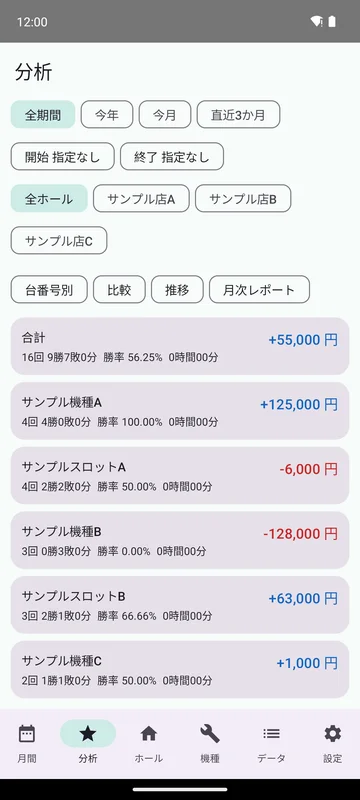 12:00
分析
全期間 今年 今月 直近3か月
開始 指定なし 終了 指定なし
全ホール サンプル店A サンプル店B
サンプル店C
台番号別 比較 推移 月次レポート
合計 +55,000 円
16回 9勝7敗0分 勝率 56.25% 0時間00分
サンプル機種A +125,000 円
4回 4勝0敗0分 勝率 100.00% 0時間00分
サンプルスロットA -6,000 円
4回 2勝2敗0分 勝率 50.00% 0時間00分
サンプル機種B -128,000 円
3回 0勝3敗0分 勝率 0.00% 0時間00分
サンプルスロットB +63,000 円
3回 2勝1敗0分 勝率 66.66% 0時間00分
サンプル機種C +1,000 円
2回 1勝1敗0分 勝率 50.00% 0時間00分
月間 分析 ホール 機種 データ 設定